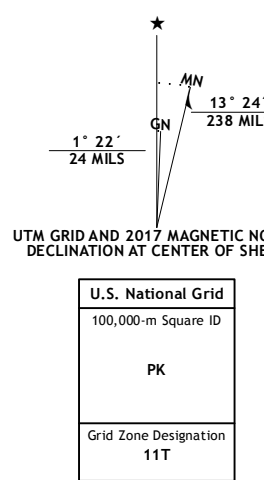 ★
MN
GN
13° 24´
238 MIL
1° 22´
24 MILS
UTM GRID AND 2017 MAGNETIC NO
DECLINATION AT CENTER OF SHE
U.S. National Grid
100,000-m Square ID
PK
Grid Zone Designation
11T